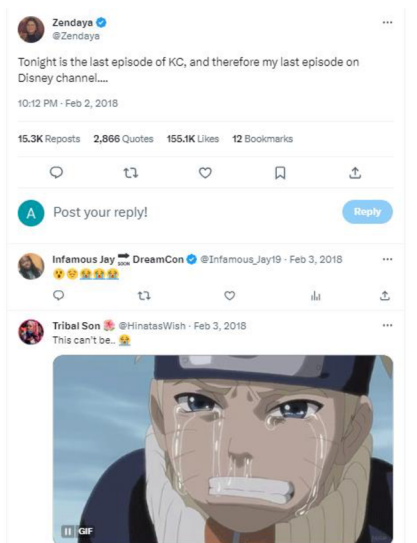 Zendaya
@Zendaya
Tonight is the last episode of KC, and therefore my last episode on
Disney channel....
10:12 PM · Feb 2, 2018
15.3K Reposts 2,866 Quotes 155.1K Likes 12 Bookmarks
A Post your reply! Reply
Infamous Jay 🔜 DreamCon @Infamous_Jay19 · Feb 3, 2018
Tribal Son @HinatasWish · Feb 3, 2018
This can't be.. 😭
GIF